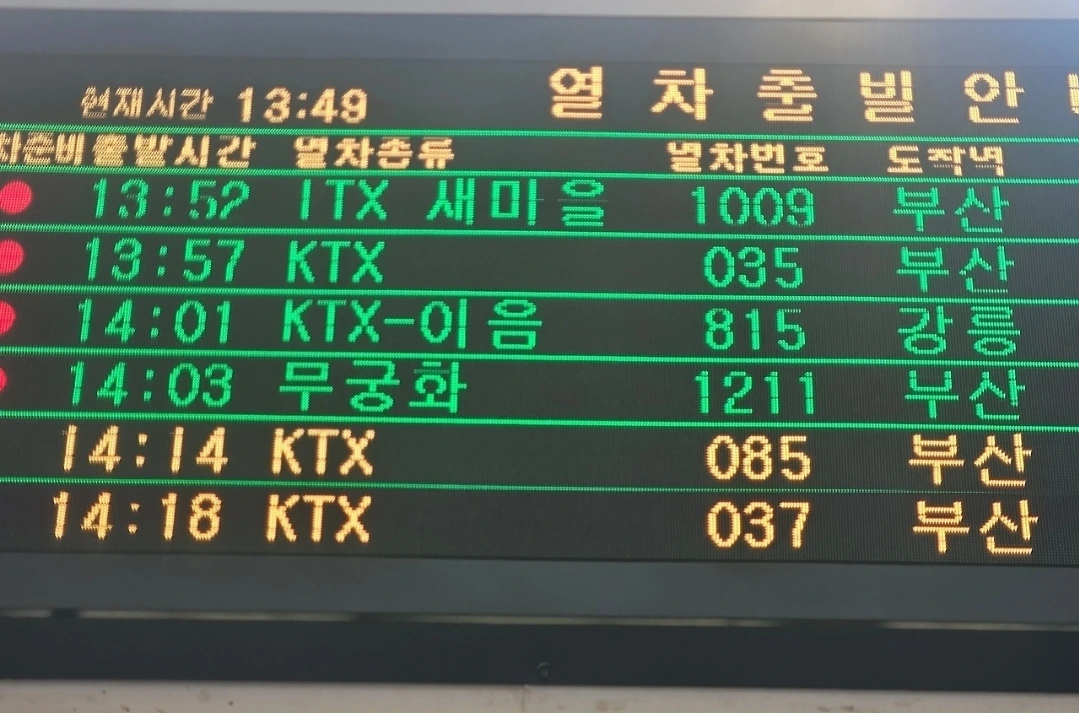 현재시간 13:49 열차출발안
차준비 출발시간 열차종류 열차번호 도착역
13:52 ITX 새마을 1009 부산
13:57 KTX 035 부산
14:01 KTX-이음 815 강릉
14:03 무궁화 1211 부산
14:14 KTX 085 부산
14:18 KTX 037 부산